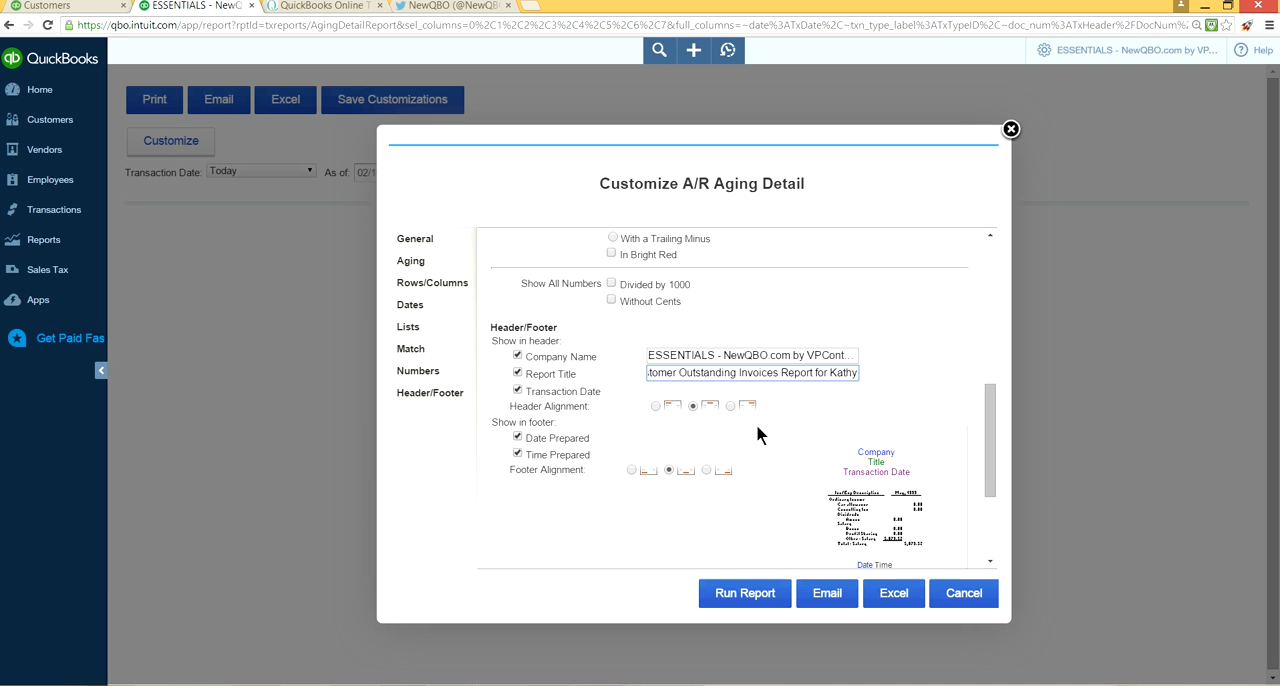 Customers
ESSENTIALS - NewQ
QuickBooks Online T
NewQBO (@NewQB
https://qbo.intuit.com/app/report?rptId=txreports/AgingDetailReport&sel_columns=0%2C1%2C2%2C3%2C4%2C5%2C6%2C7&full_columns=~date%3ATxDate%2C~txn_type_label%3ATxTypeID%2C~doc_num%3ATxHeader%2FDocNum%2
QuickBooks
ESSENTIALS - NewQBO.com by VP...
Help
Home
Customers
Vendors
Employees
Transactions
Reports
Sales Tax
Apps
Get Paid Fas
Print
Email
Excel
Save Customizations
Customize
Transaction Date: Today As of: 02/1
Customize A/R Aging Detail
General
Aging
Rows/Columns
Dates
Lists
Match
Numbers
Header/Footer
With a Trailing Minus
In Bright Red
Show All Numbers Divided by 1000
Without Cents
Header/Footer
Show in header:
Company Name ESSENTIALS - NewQBO.com by VPCont...
Report Title tomer Outstanding Invoices Report for Kathy
Transaction Date
Header Alignment:
Show in footer:
Date Prepared
Time Prepared
Footer Alignment:
Company
Title
Transaction Date
Date Time
Run Report
Email
Excel
Cancel